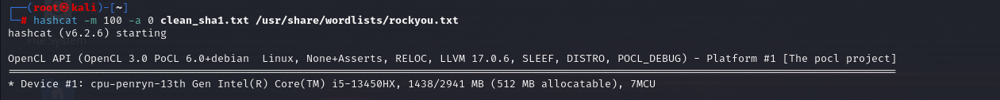 ┌──(root㉿kali)-[~]
└─# hashcat -m 100 -a 0 clean_sha1.txt /usr/share/wordlists/rockyou.txt
hashcat (v6.2.6) starting
OpenCL API (OpenCL 3.0 PoCL 6.0+debian  Linux, None+Asserts, RELOC, LLVM 17.0.6, SLEEF, DISTRO, POCL_DEBUG) - Platform #1 [The pocl project]
* Device #1: cpu-penryn-13th Gen Intel(R) Core(TM) i5-13450HX, 1438/2941 MB (512 MB allocatable), 7MCU